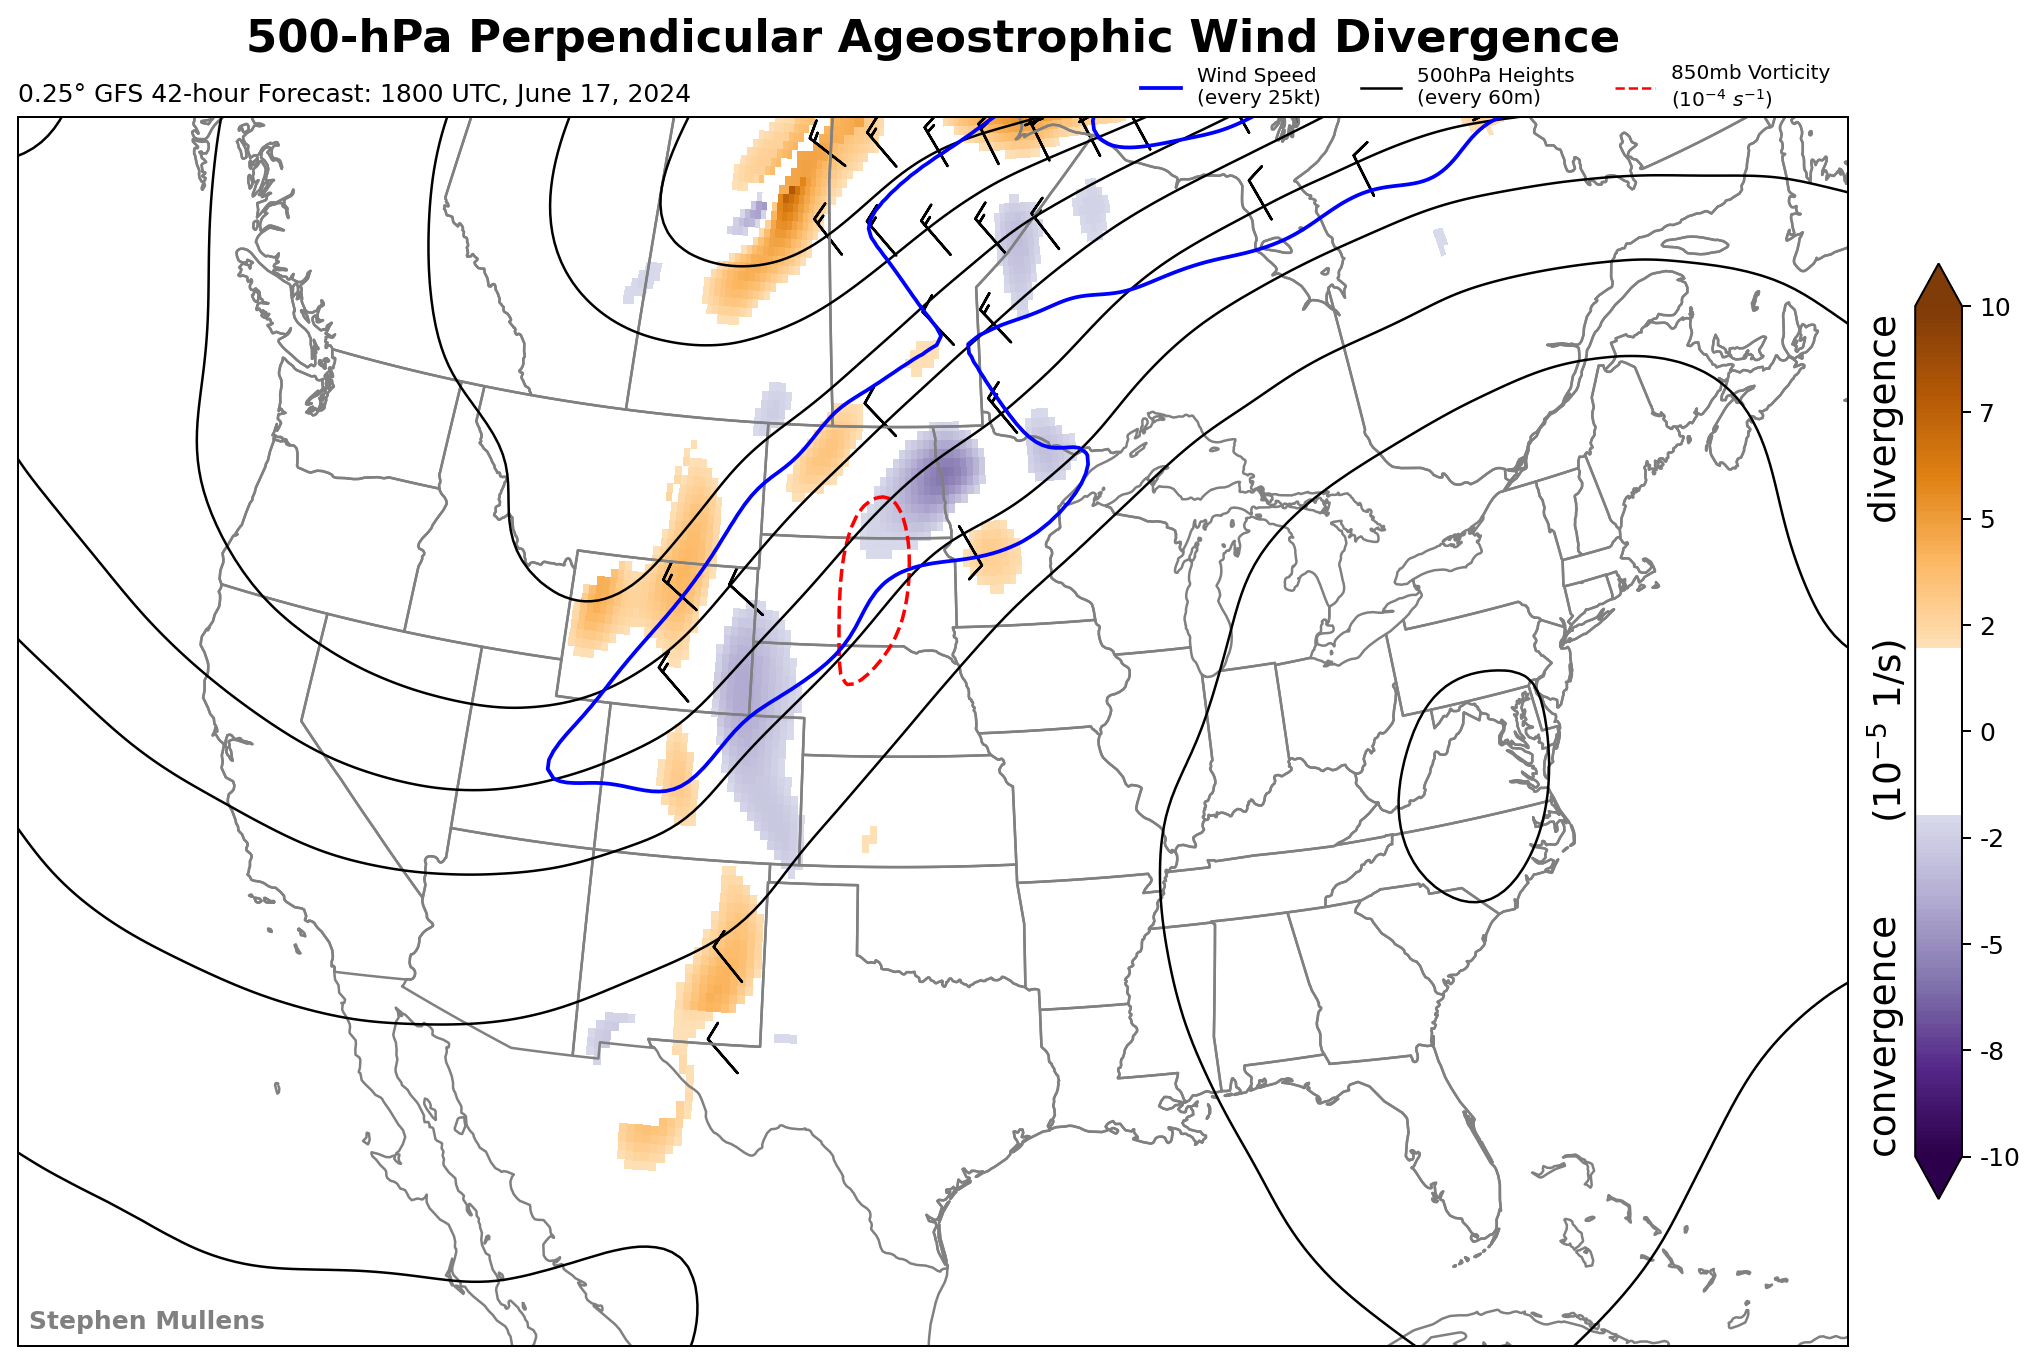 500-hPa Perpendicular Ageostrophic Wind Divergence
0.25° GFS 42-hour Forecast: 1800 UTC, June 17, 2024
Wind Speed
(every 25kt)
500hPa Heights
(every 60m)
850mb Vorticity
(10⁻⁴ s⁻¹)
10
7
5
2
0
-2
-5
-8
-10
divergence
(10⁻⁵ 1/s)
convergence
Stephen Mullens